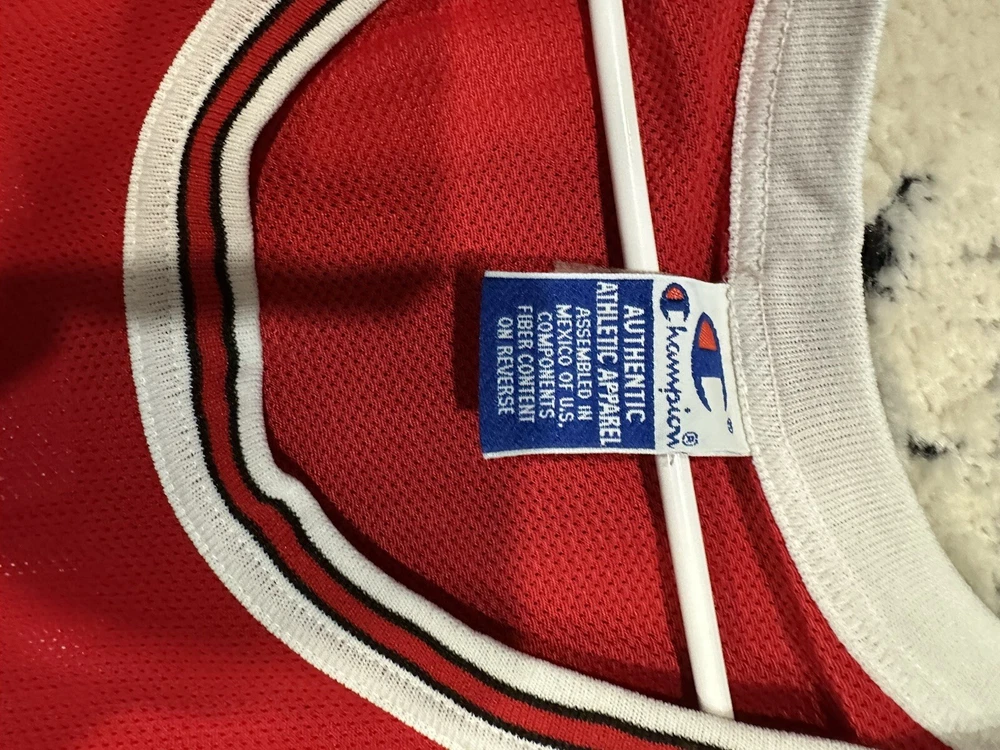 Champion®
AUTHENTIC
ATHLETIC APPAREL
ASSEMBLED IN
MEXICO OF U.S.
COMPONENTS
FIBER CONTENT
ON REVERSE